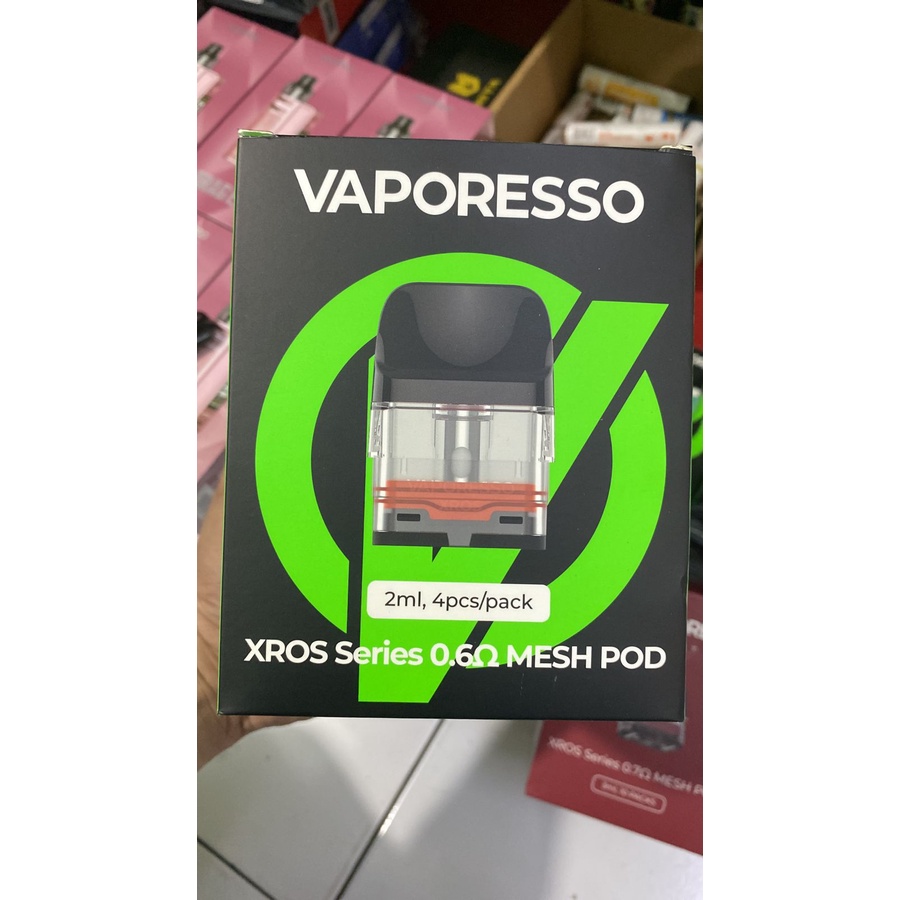 VAPORESSO
2ml, 4pcs/pack
XROS Series 0.6Ω MESH POD
XROS Series 0.7Ω MESH